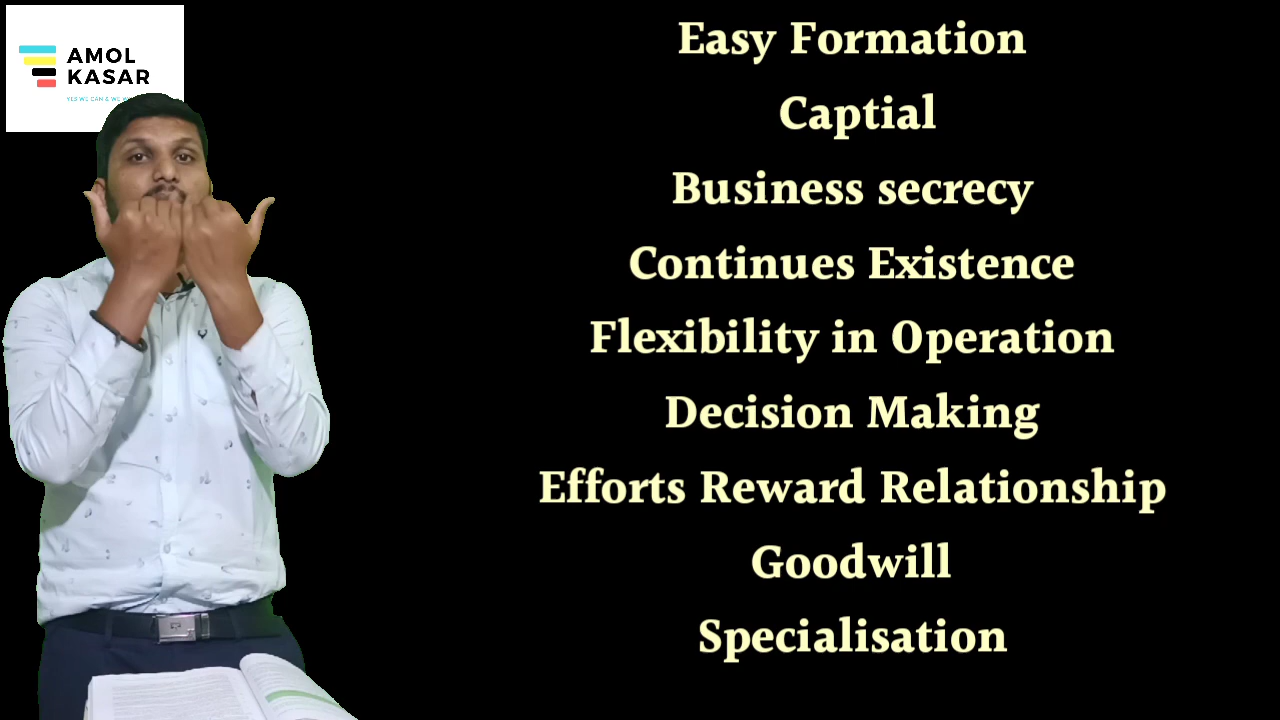 AMOL
KASAR
Easy Formation
Captial
Business secrecy
Continues Existence
Flexibility in Operation
Decision Making
Efforts Reward Relationship
Goodwill
Specialisation